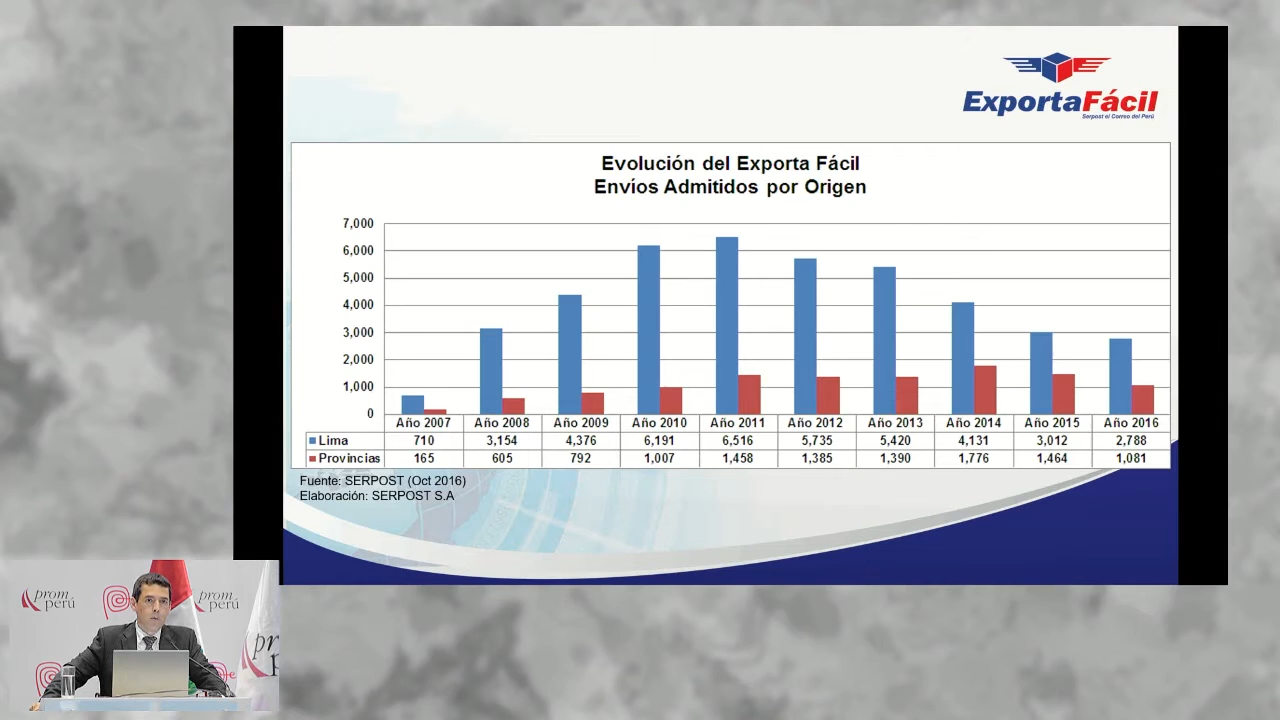 ExportaFácil
Serpost el Correo del Perú
Evolución del Exporta Fácil
Envíos Admitidos por Origen
7,000
6,000
5,000
4,000
3,000
2,000
1,000
0
Año 2007 Año 2008 Año 2009 Año 2010 Año 2011 Año 2012 Año 2013 Año 2014 Año 2015 Año 2016
Lima 710 3,154 4,376 6,191 6,516 5,735 5,420 4,131 3,012 2,788
Provincias 165 605 792 1,007 1,458 1,385 1,390 1,776 1,464 1,081
Fuente: SERPOST (Oct 2016)
Elaboración: SERPOST S.A
prom
perú
prom
perú